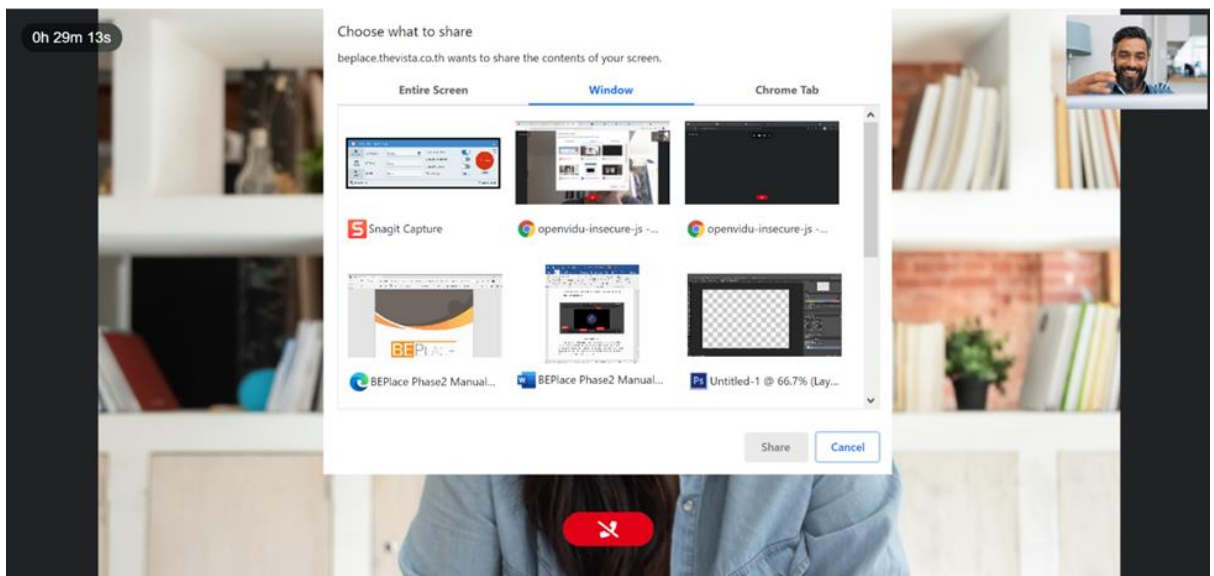 0h 29m 13s
Choose what to share
beplace.thevista.co.th wants to share the contents of your screen.
Entire Screen
Window
Chrome Tab
Snagit Capture
openvidu-insecure-js -...
openvidu-insecure-js -...
BEPLACE
BEPlace Phase2 Manual...
BEPlace Phase2 Manual...
Ps
Untitled-1 @ 66.7% (Lay...
Share
Cancel